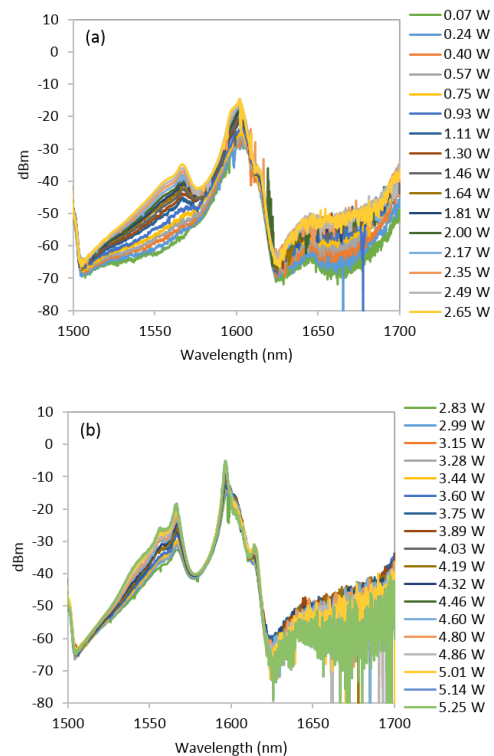 (a)
10
0
-10
-20
-30
-40
-50
-60
-70
-80
dBm
1500 1550 1600 1650 1700
Wavelength (nm)
0.07 W
0.24 W
0.40 W
0.57 W
0.75 W
0.93 W
1.11 W
1.30 W
1.46 W
1.64 W
1.81 W
2.00 W
2.17 W
2.35 W
2.49 W
2.65 W
(b)
10
0
-10
-20
-30
-40
-50
-60
-70
-80
dBm
1500 1550 1600 1650 1700
Wavelength (nm)
2.83 W
2.99 W
3.15 W
3.28 W
3.44 W
3.60 W
3.75 W
3.89 W
4.03 W
4.19 W
4.32 W
4.46 W
4.60 W
4.80 W
4.86 W
5.01 W
5.14 W
5.25 W